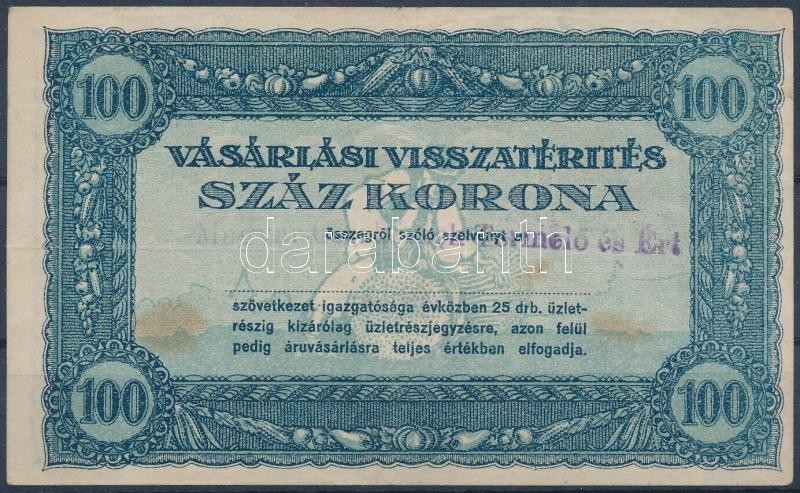 100 100
VÁSÁRLÁSI VISSZATÉRITÉS
SZÁZ KORONA
összegről szóló szelvényt a
és Ért
darabanth
szövetkezet igazgatósága évközben 25 drb. üzlet-
részig kizárólag üzletrészjegyzésre, azon felül
pedig áruvásárlásra teljes értékben elfogadja.
100 100